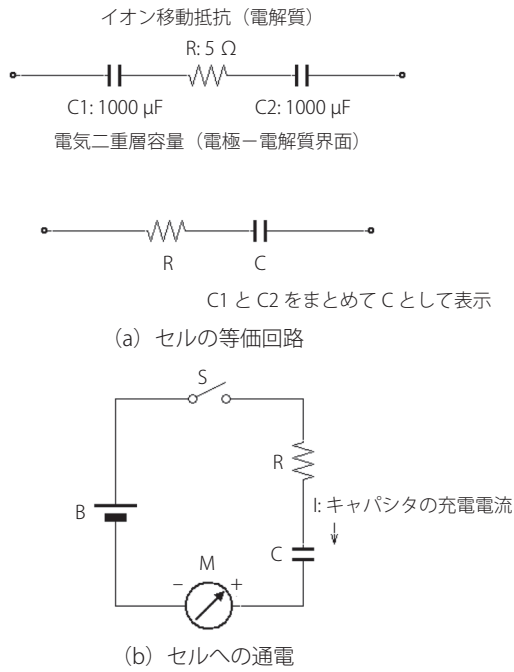 イオン移動抵抗（電解質）
R: 5 Ω
C1: 1000 μF
C2: 1000 μF
電気二重層容量（電極－電解質界面）
R
C
C1 と C2 をまとめて C として表示
(a) セルの等価回路
S
R
I: キャパシタの充電電流
B
C
M
− +
(b) セルへの通電